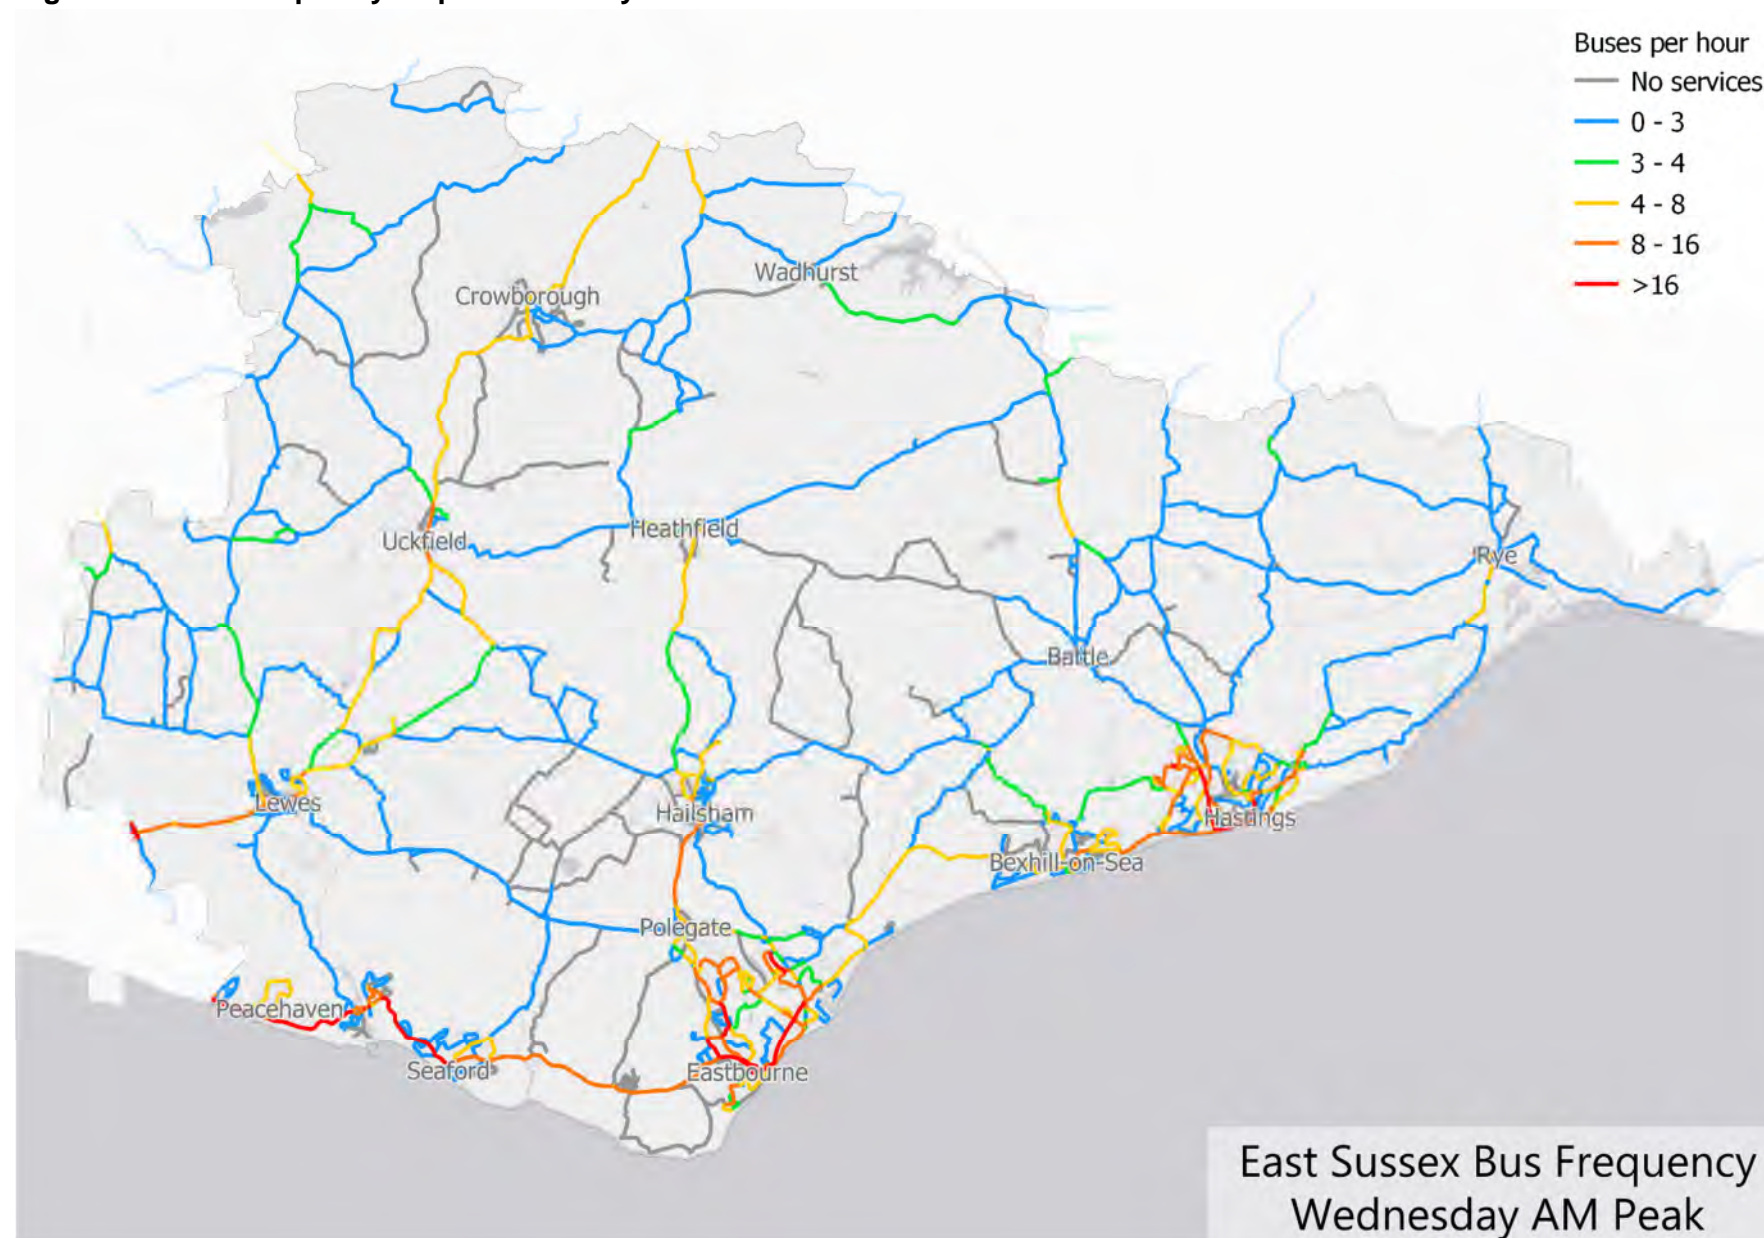 Buses per hour
No services
0 - 3
3 - 4
4 - 8
8 - 16
>16
Wadhurst
Crowborough
Uckfield
Heathfield
Rye
Battle
Lewes
Hailsham
Hastings
Bexhill-on-Sea
Polegate
Peacehaven
Seaford
Eastbourne
East Sussex Bus Frequency
Wednesday AM Peak